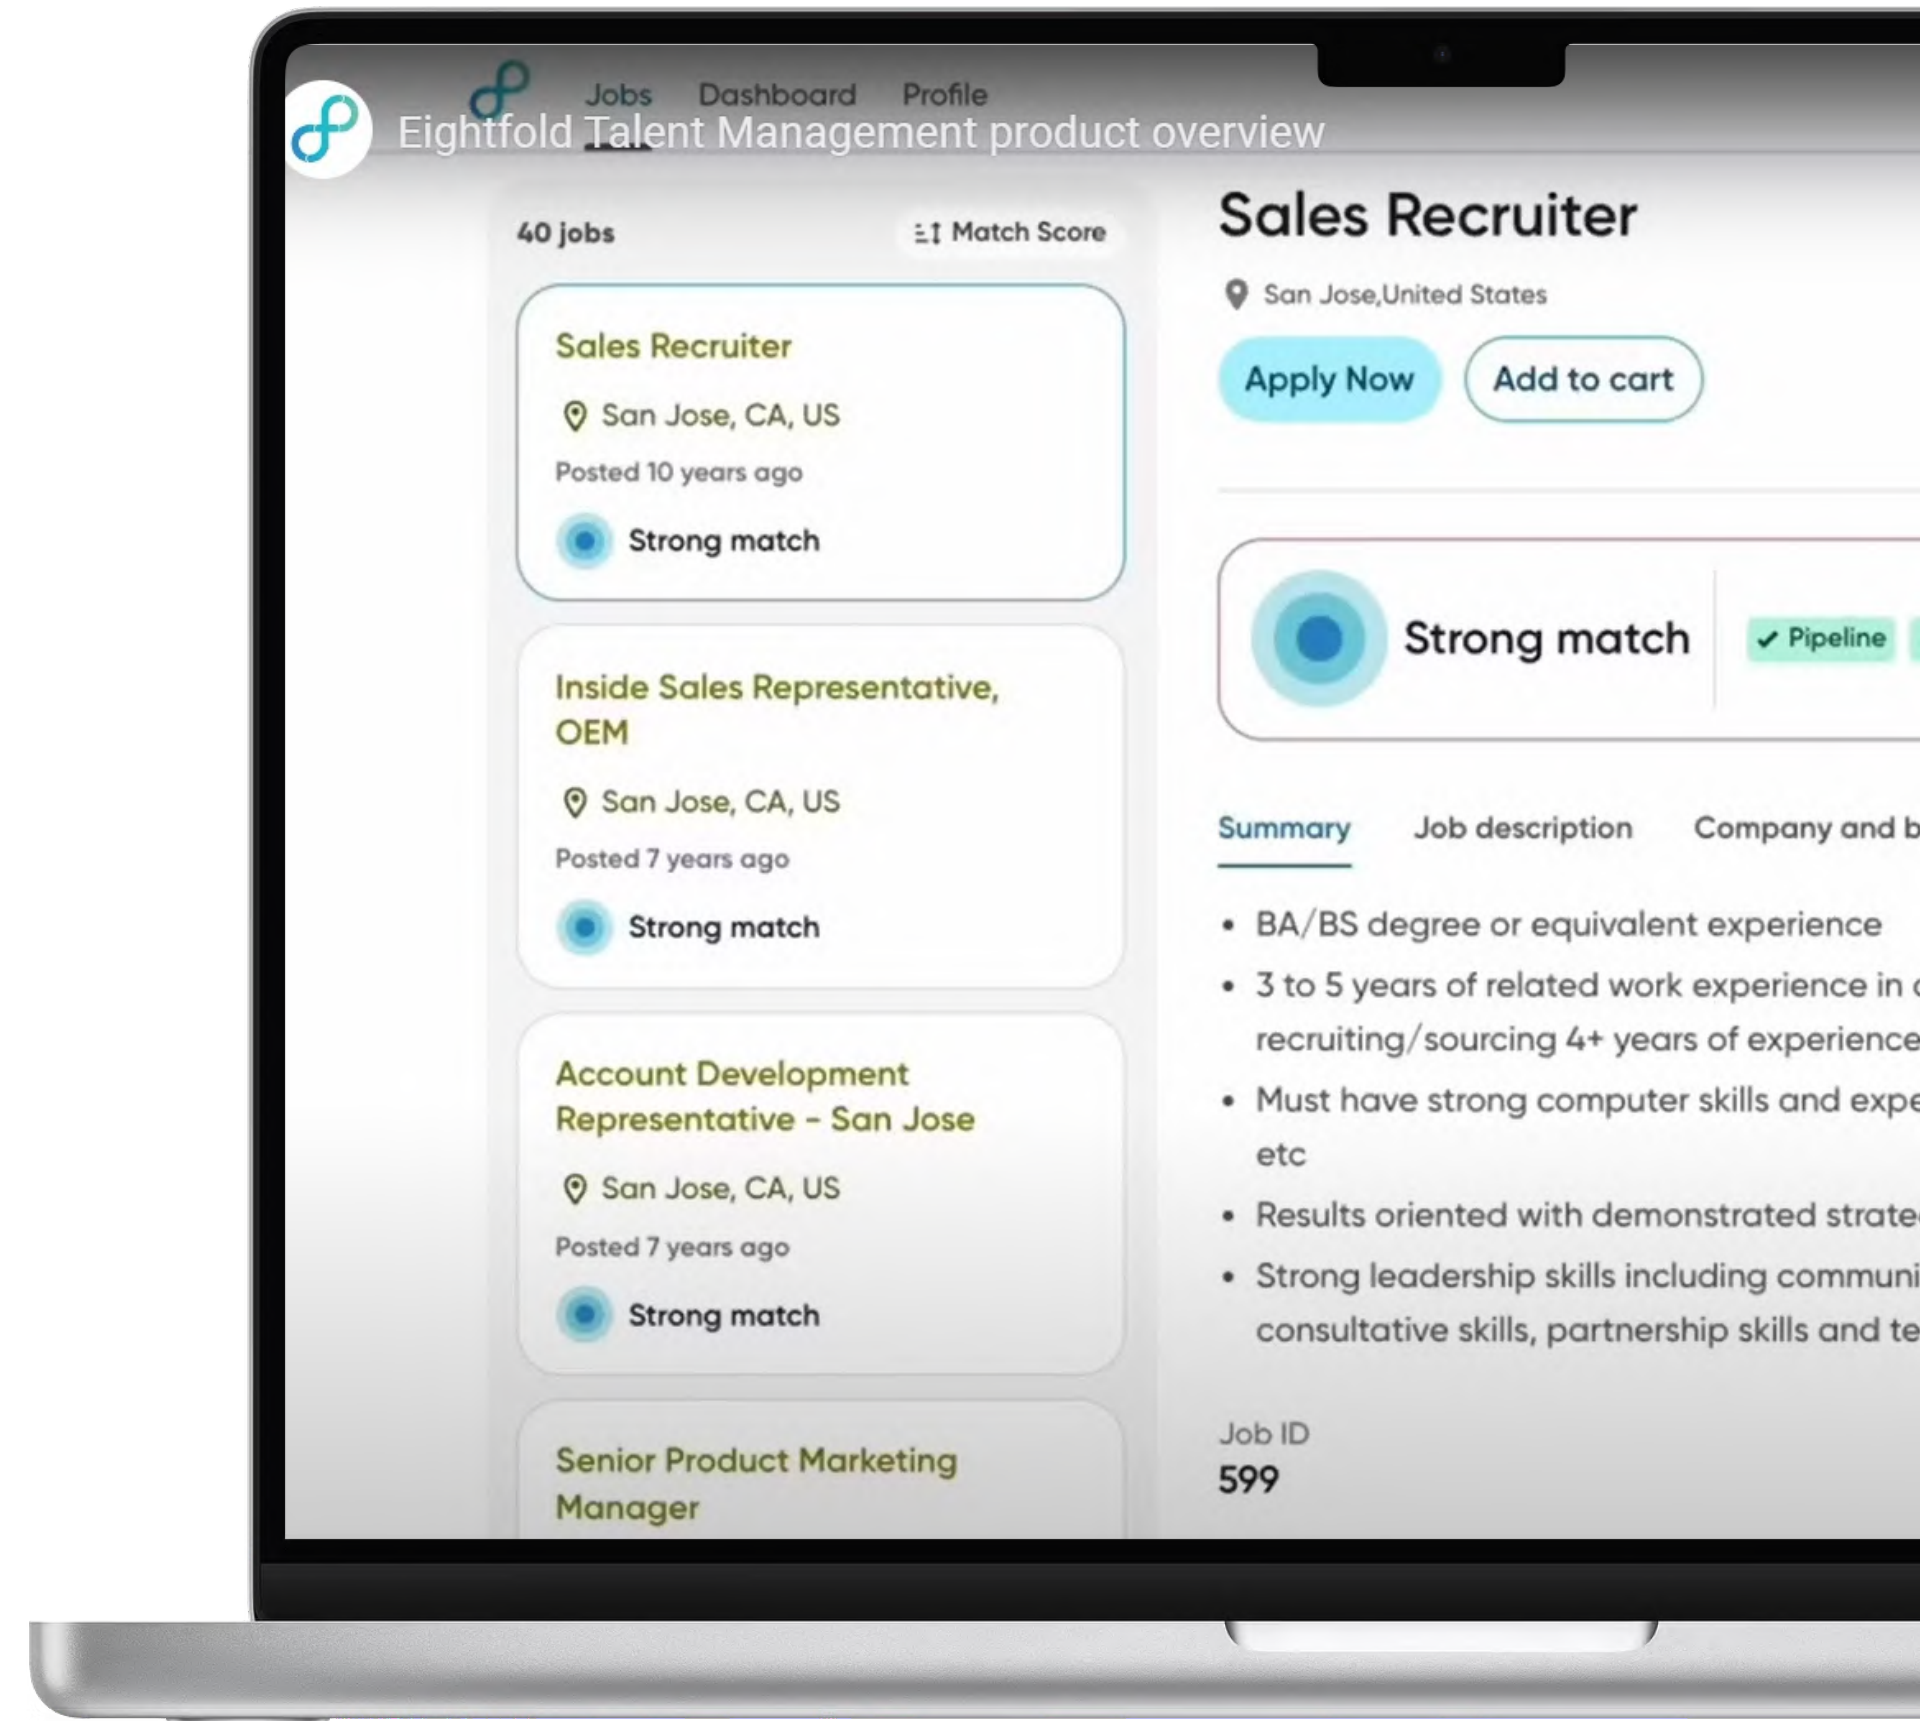 Jobs Dashboard Profile
Eightfold Talent Management product overview
40 jobs
Match Score
Sales Recruiter
San Jose, CA, US
Posted 10 years ago
Strong match
Inside Sales Representative,
OEM
San Jose, CA, US
Posted 7 years ago
Strong match
Account Development
Representative - San Jose
San Jose, CA, US
Posted 7 years ago
Strong match
Senior Product Marketing
Manager
Sales Recruiter
San Jose,United States
Apply Now
Add to cart
Strong match
Pipeline
Summary Job description Company and b
• BA/BS degree or equivalent experience
• 3 to 5 years of related work experience in
recruiting/sourcing 4+ years of experience
• Must have strong computer skills and expe
etc
• Results oriented with demonstrated strate
• Strong leadership skills including communi
consultative skills, partnership skills and te
Job ID
599